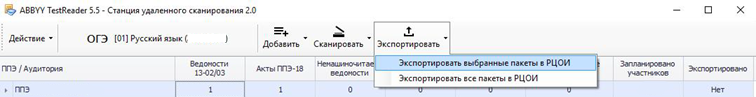 ABBYY TestReader 5.5 - Станция удаленного сканирования 2.0
Действие ОГЭ [01] Русский язык ( ) Добавить Сканировать Экспортировать
Экспортировать выбранные пакеты в РЦОИ
Экспортировать все пакеты в РЦОИ
ППЭ / Аудитория Ведомости 13-02/03 Акты ППЭ-18 Ненашиночитае ведомости Запланировано участников Экспортировано
ППЭ 1 1 0 0 0 0 Нет